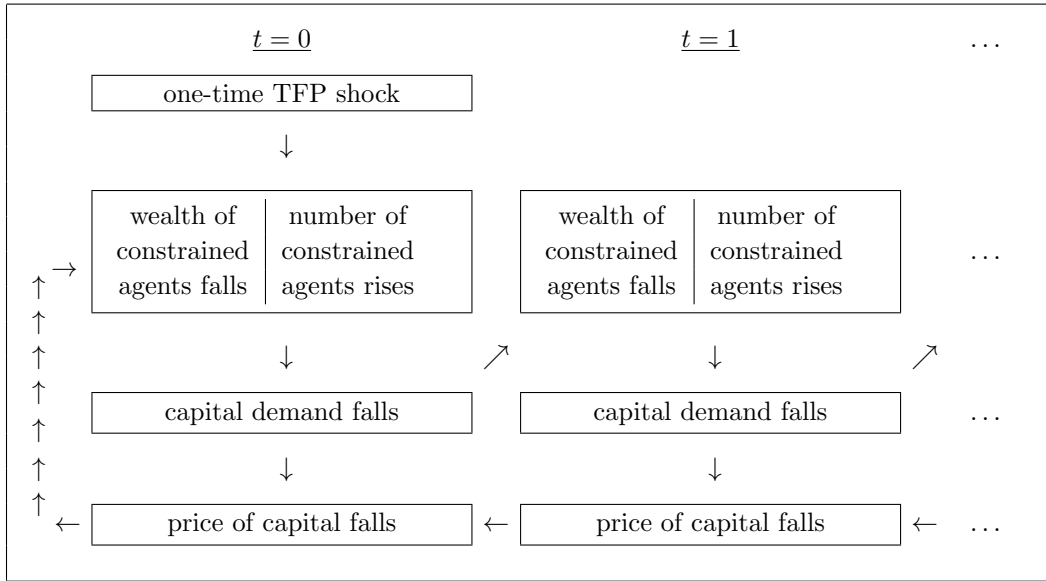 t = 0 t = 1 ...
one-time TFP shock
↓
wealth of number of wealth of number of
constrained constrained constrained constrained ...
→ agents falls agents rises agents falls agents rises
↑
↑
↑ ↓ ↗ ↓ ↗
↑
capital demand falls capital demand falls ...
↑
↑ ↓ ↓
↑
← price of capital falls ← price of capital falls ← ...